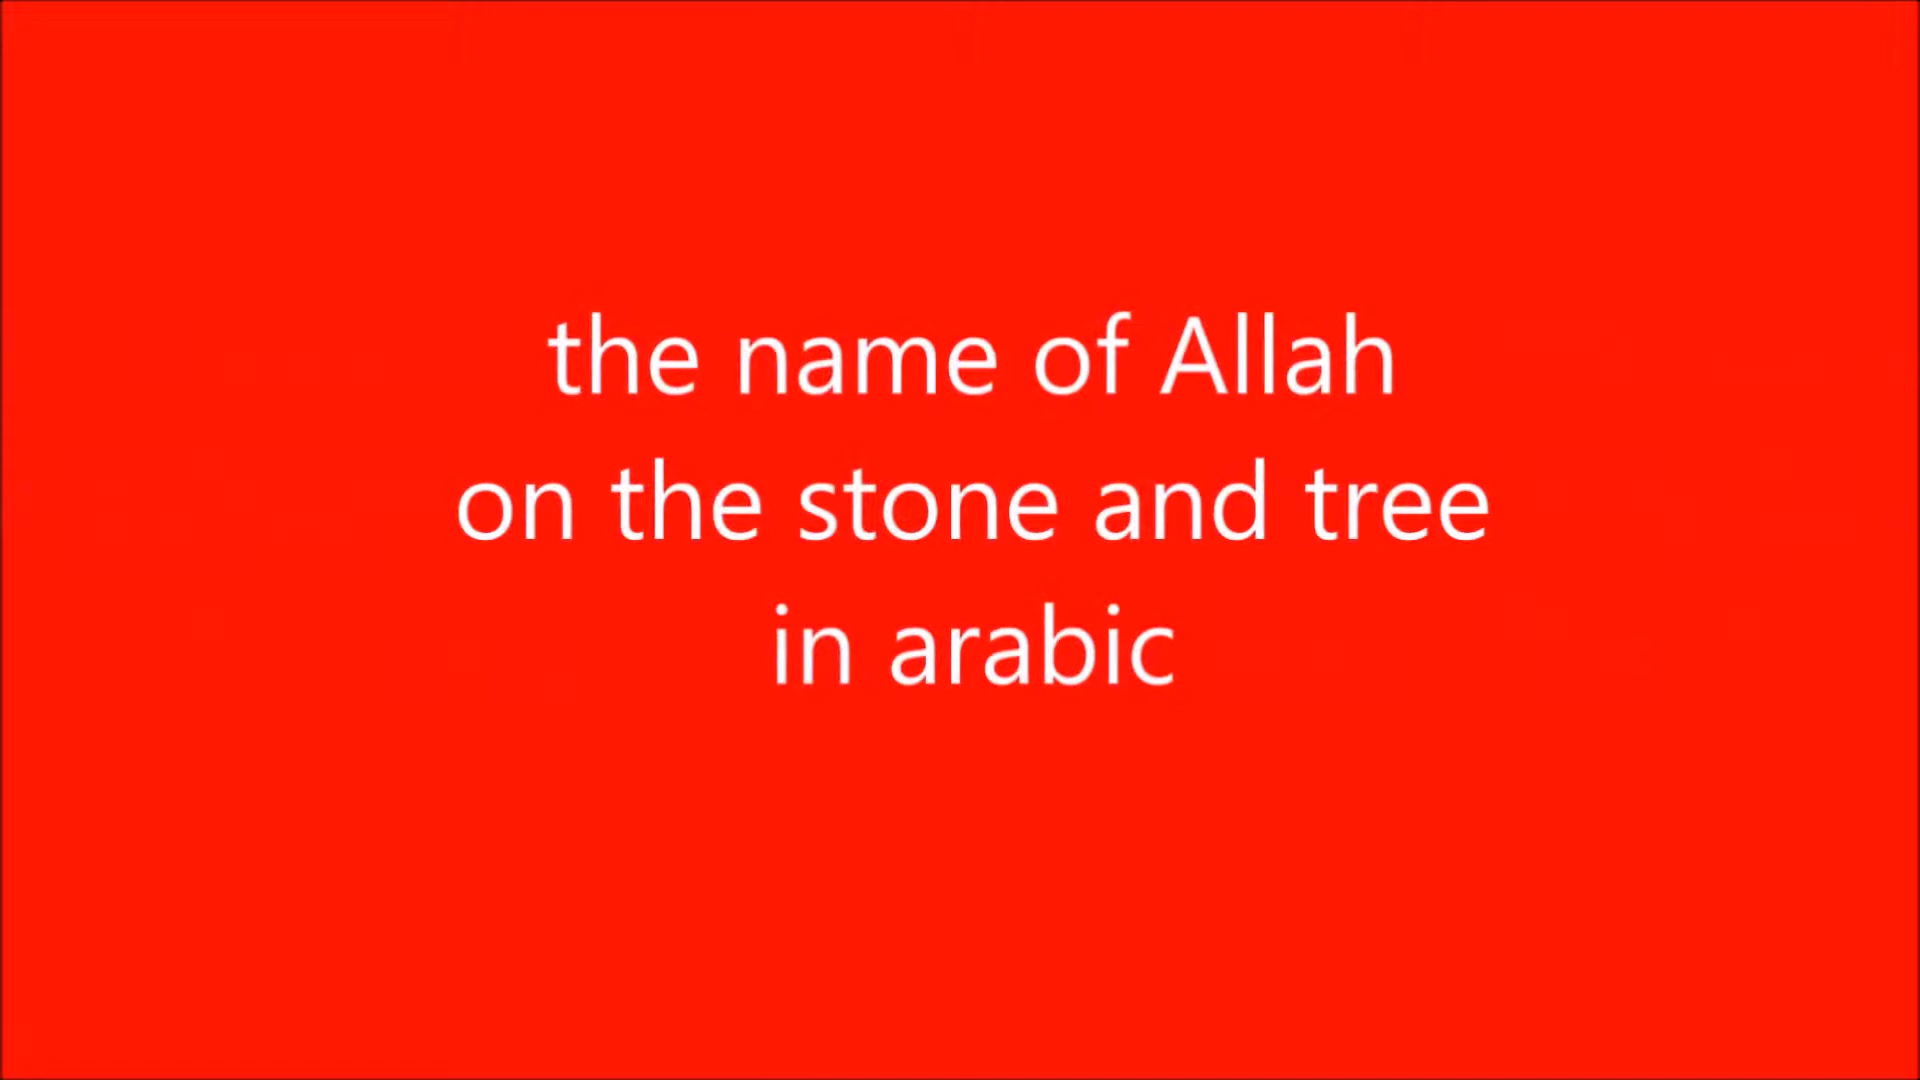 the name of Allah
on the stone and tree
in arabic